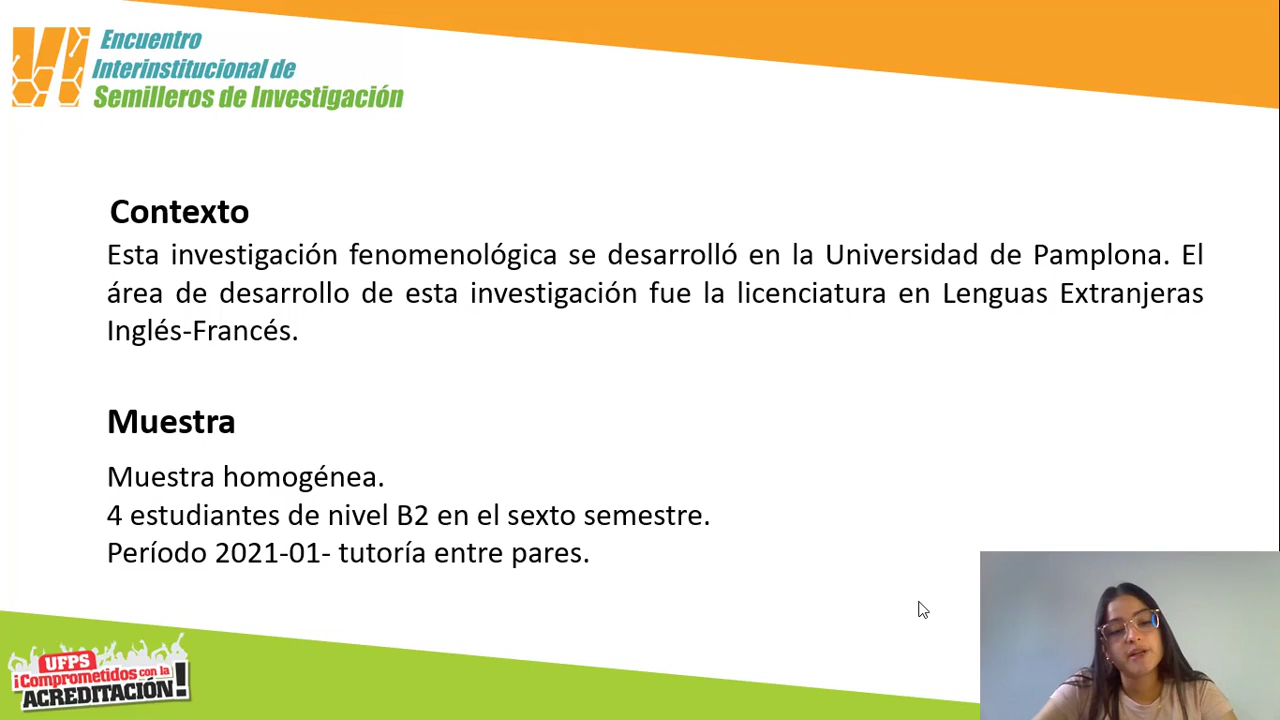 VI
Encuentro
Interinstitucional de
Semilleros de Investigación
Contexto
Esta investigación fenomenológica se desarrolló en la Universidad de Pamplona. El
área de desarrollo de esta investigación fue la licenciatura en Lenguas Extranjeras
Inglés-Francés.
Muestra
Muestra homogénea.
4 estudiantes de nivel B2 en el sexto semestre.
Período 2021-01- tutoría entre pares.
UFPS
¡Comprometidos con la
ACREDITACIÓN!